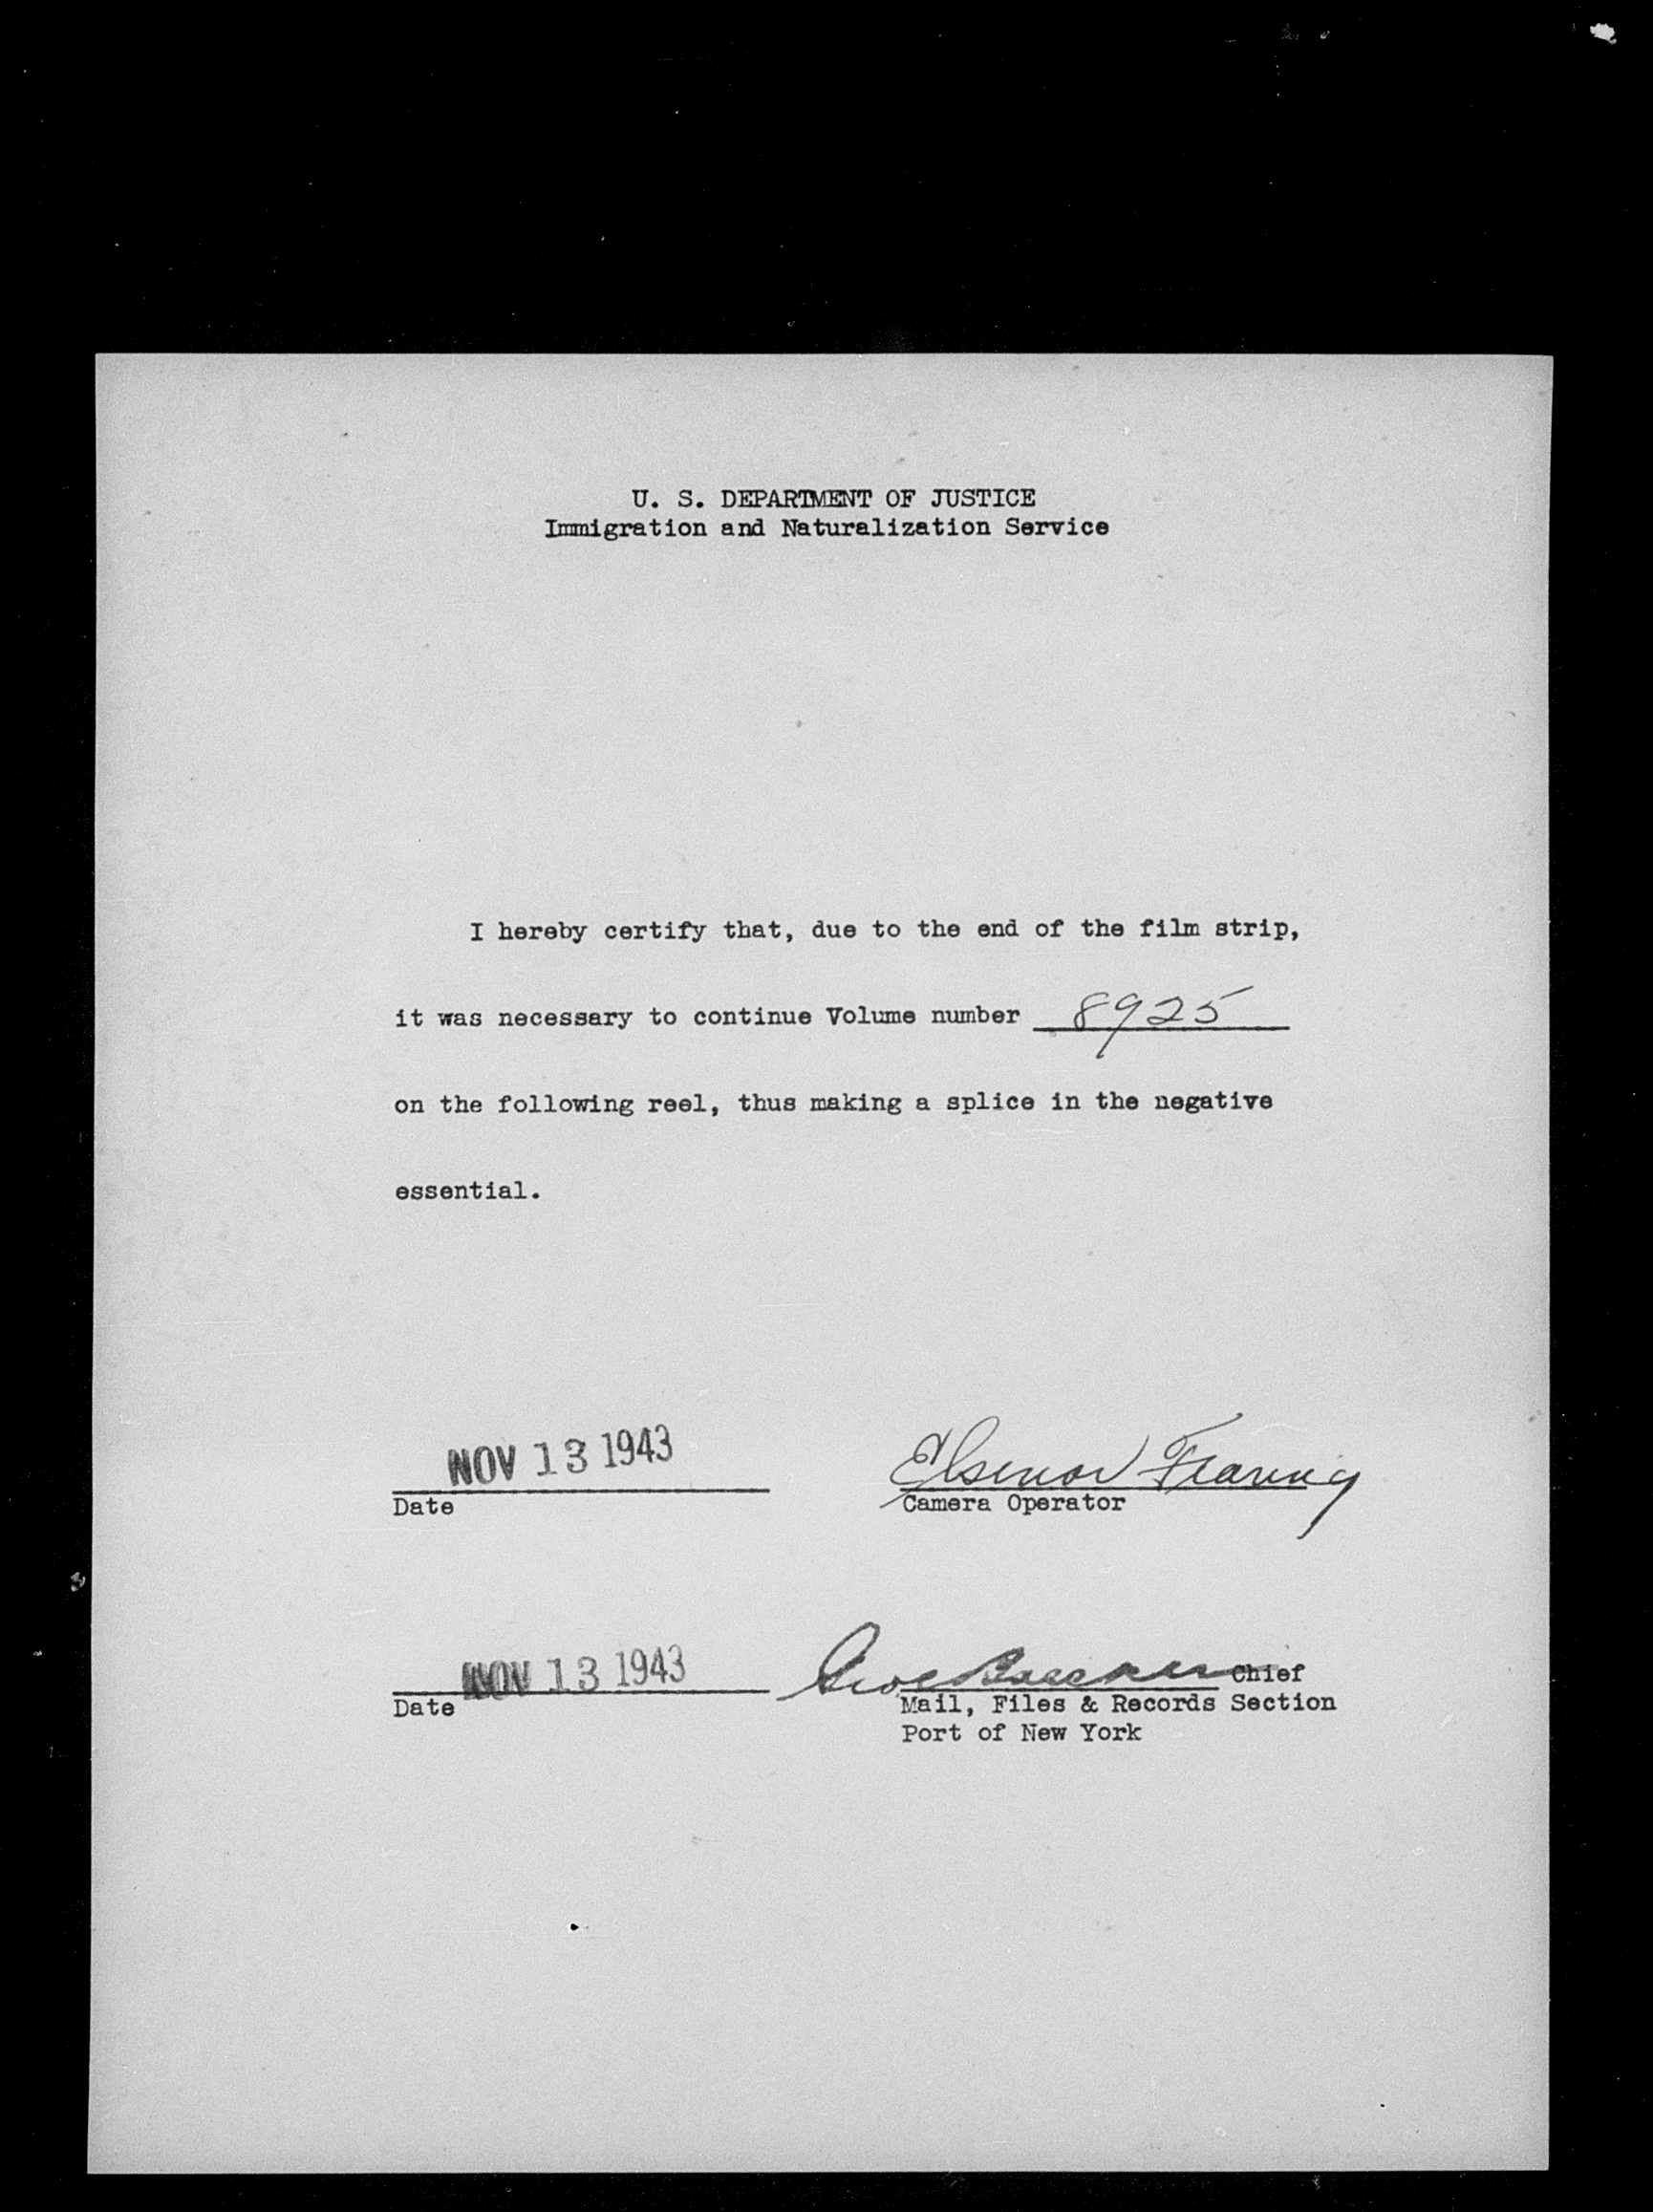 U. S. DEPARTMENT OF JUSTICE
Immigration and Naturalization Service
I hereby certify that, due to the end of the film strip,
it was necessary to continue Volume number 8925
on the following reel, thus making a splice in the negative
essential.
NOV 13 1943
Date
Camera Operator
NOV 13 1943
Date
Chief
Mail, Files & Records Section
Port of New York